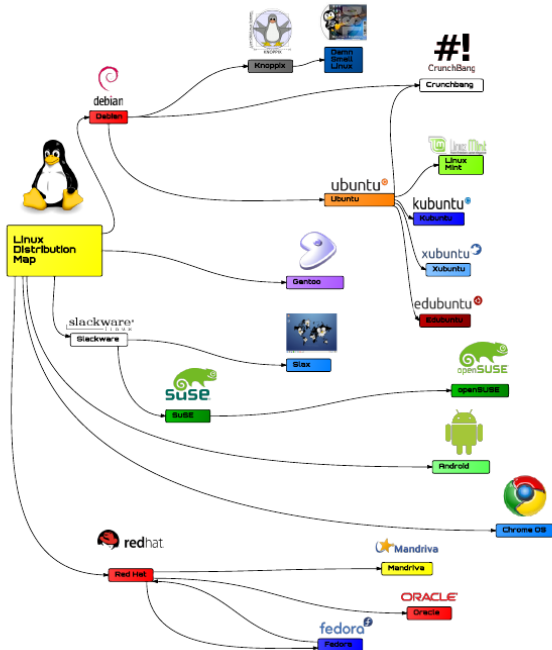 KNOPPIX
Knoppix
Damn
Small
Linux
#!
CrunchBang
Crunchbang
debian
Debian
Linux Mint
Linux
Mint
ubuntu
Ubuntu
kubuntu
Kubuntu
xubuntu
Xubuntu
edubuntu
Edubuntu
Linux
Distribution
Map
Gentoo
slackware
linux
Slackware
Slax
SUSE
SuSE
openSUSE
openSUSE
Android
Chrome OS
redhat
Red Hat
Mandriva
Mandriva
ORACLE
Oracle
fedora
Fedora